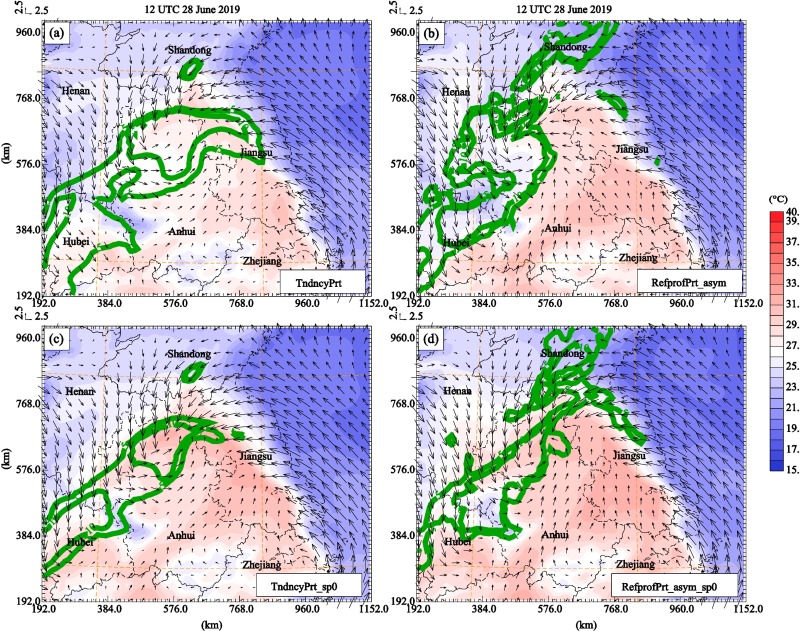 12 UTC 28 June 2019
12 UTC 28 June 2019
2.5
2.5
2.5
2.5
(a)
(b)
960.0
768.0
576.0
384.0
192.0
(km)
Shandong
Henan
Jiangsu
Anhui
Hubei
Zhejiang
TndncyPrt
192.0 384.0 576.0 768.0 960.0 1152.0
960.0
768.0
576.0
384.0
192.0
Shandong
Henan
Jiangsu
Anhui
Hubei
Zhejiang
RefprofPrt_asym
192.0 384.0 576.0 768.0 960.0 1152.0
2.5
2.5
2.5
2.5
(c)
(d)
960.0
768.0
576.0
384.0
192.0
(km)
Shandong
Henan
Jiangsu
Anhui
Hubei
Zhejiang
TndncyPrt_sp0
192.0 384.0 576.0 768.0 960.0 1152.0
(km)
960.0
768.0
576.0
384.0
192.0
Shandong
Henan
Jiangsu
Anhui
Hubei
Zhejiang
RefprofPrt_asym_sp0
192.0 384.0 576.0 768.0 960.0 1152.0
(km)
(°C)
40.
39.
37.
35.
33.
31.
29.
27.
25.
23.
21.
19.
17.
15.